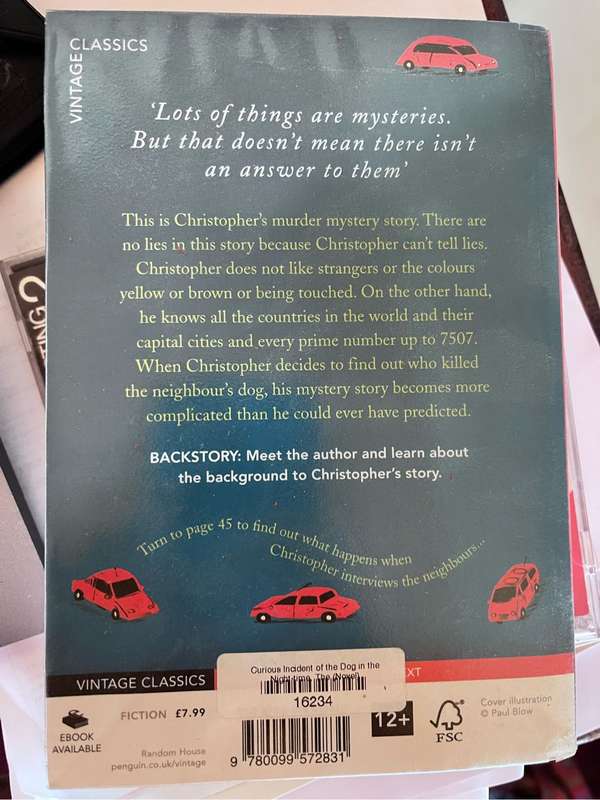 VINTAGE CLASSICS
'Lots of things are mysteries.
But that doesn't mean there isn't
an answer to them'
This is Christopher's murder mystery story. There are
no lies in this story because Christopher can't tell lies.
Christopher does not like strangers or the colours
yellow or brown or being touched. On the other hand,
he knows all the countries in the world and their
capital cities and every prime number up to 7507.
When Christopher decides to find out who killed
the neighbour's dog, his mystery story becomes more
complicated than he could ever have predicted.
BACKSTORY: Meet the author and learn about
the background to Christopher's story.
Turn to page 45 to find out what happens when
Christopher interviews the neighbours...
VINTAGE CLASSICS
XT
Curious Incident of the Dog in the
Night-time, The (Novel)
16234
EBOOK
AVAILABLE
FICTION £7.99
Random House
penguin.co.uk/vintage
12+
FSC
Cover illustration
© Paul Blow
9 780099 572831
TING 2